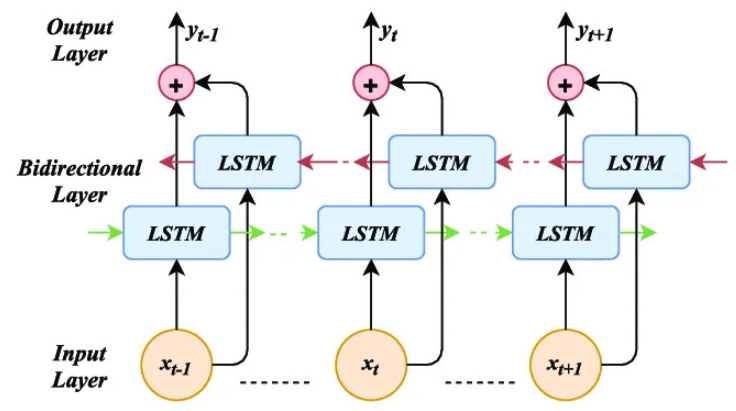 Output
Layer
y_{t-1}
y_t
y_{t+1}
+
+
+
Bidirectional
Layer
LSTM
LSTM
LSTM
LSTM
LSTM
LSTM
Input
Layer
x_{t-1}
x_t
x_{t+1}